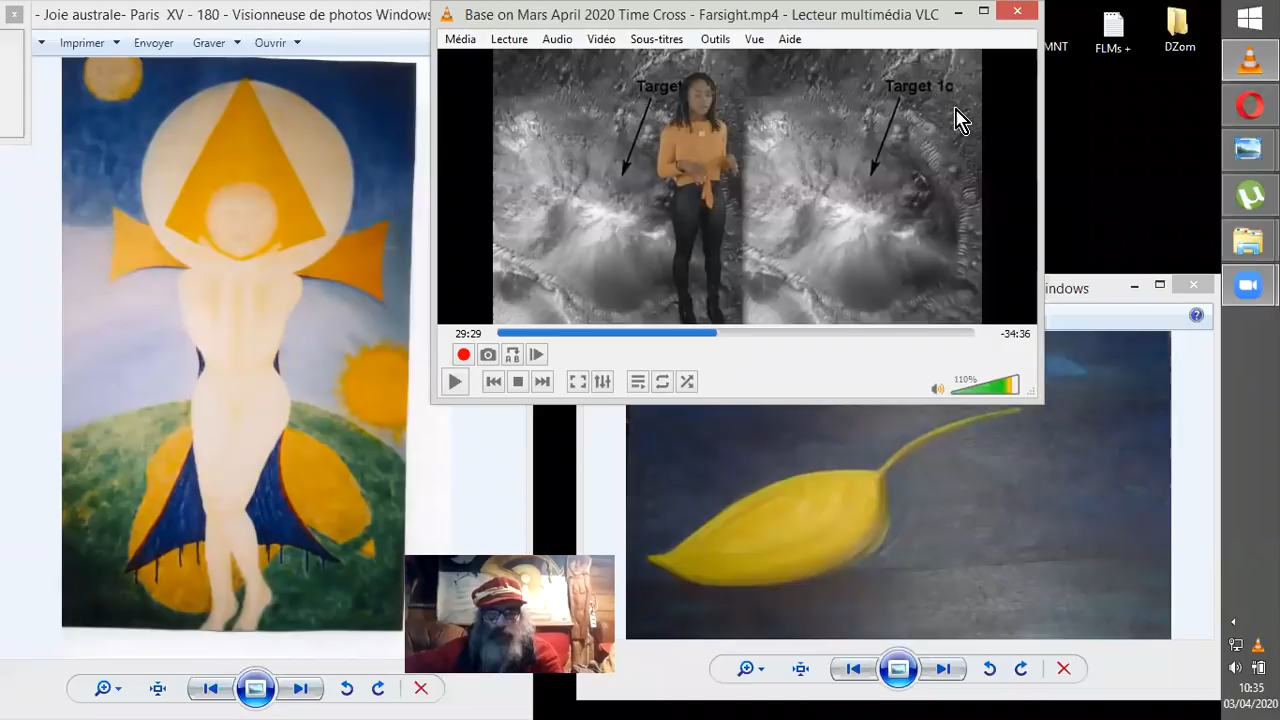 - Joie australe- Paris XV - 180 - Visionneuse de photos Windows
Imprimer
Envoyer
Graver
Ouvrir
Base on Mars April 2020 Time Cross - Farsight.mp4 - Lecteur multimédia VLC
Média
Lecture
Audio
Vidéo
Sous-titres
Outils
Vue
Aide
Target
Target 1c
29:29
-34:36
A B
110%
MNT
FLMs +
DZom
indows
10:35
03/04/2020